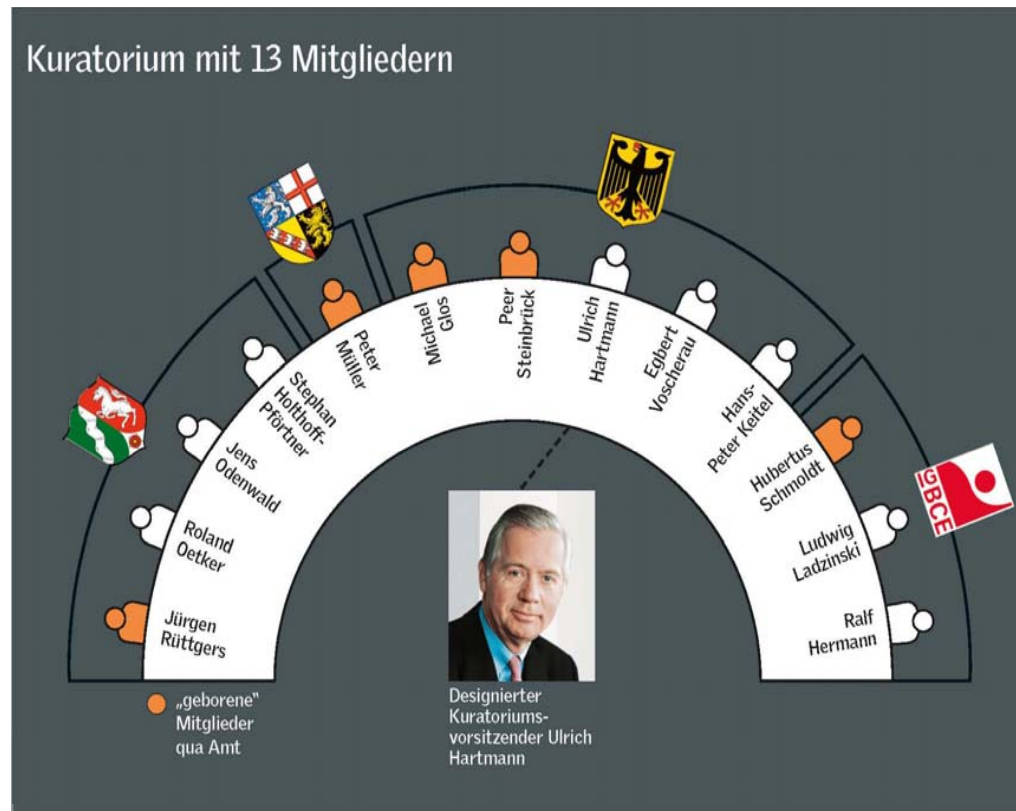 Kuratorium mit 13 Mitgliedern
Jürgen
Rüttgers
Roland
Oetker
Jens
Odenwald
Stephan
Holthoff-
Pförtner
Peter
Müller
Michael
Glos
Peer
Steinbrück
Ulrich
Hartmann
Egbert
Voscherau
Hans-
Peter Keitel
Hubertus
Schmoldt
Ludwig
Ladzinski
Ralf
Hermann
IG
BCE
„geborene“
Mitglieder
qua Amt
Designierter
Kuratoriums-
vorsitzender Ulrich
Hartmann